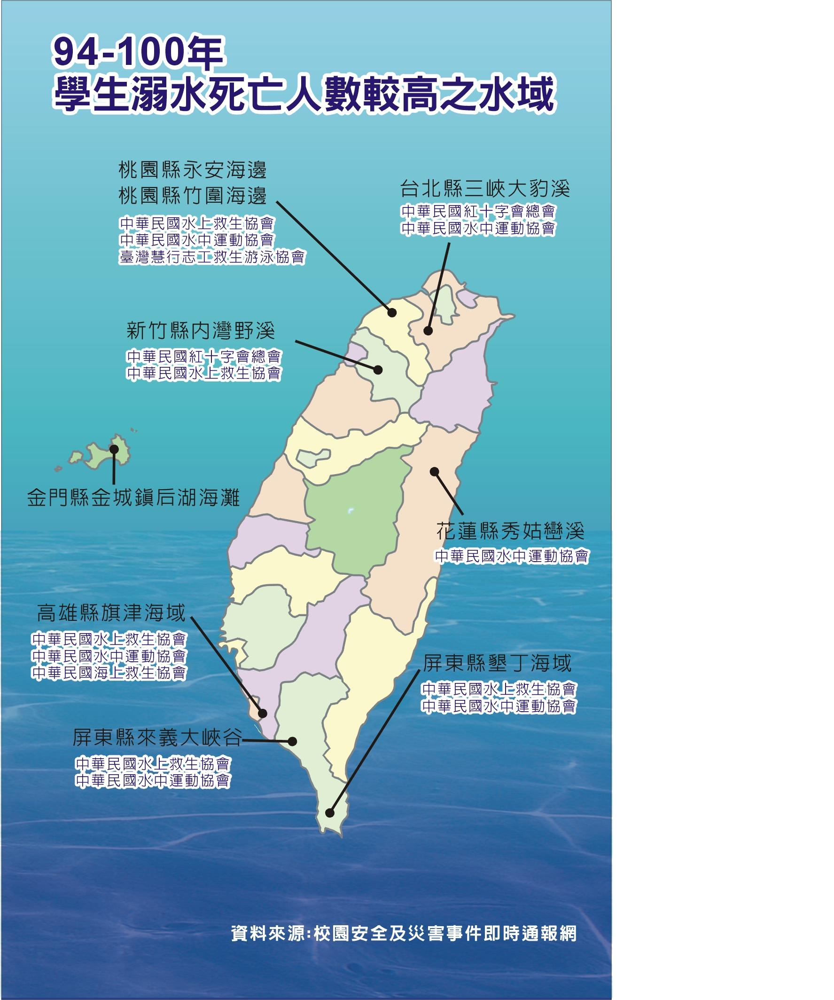 94-100年
學生溺水死亡人數較高之水域
桃園縣永安海邊
桃園縣竹圍海邊
中華民國水上救生協會
中華民國水中運動協會
臺灣慧行志工救生游泳協會
台北縣三峽大豹溪
中華民國紅十字會總會
中華民國水中運動協會
新竹縣內灣野溪
中華民國紅十字會總會
中華民國水上救生協會
金門縣金城鎮后湖海灘
花蓮縣秀姑巒溪
中華民國水中運動協會
高雄縣旗津海域
中華民國水上救生協會
中華民國水中運動協會
中華民國海上救生協會
屏東縣墾丁海域
中華民國水上救生協會
中華民國水中運動協會
屏東縣來義大峽谷
中華民國水上救生協會
中華民國水中運動協會
資料來源:校園安全及災害事件即時通報網